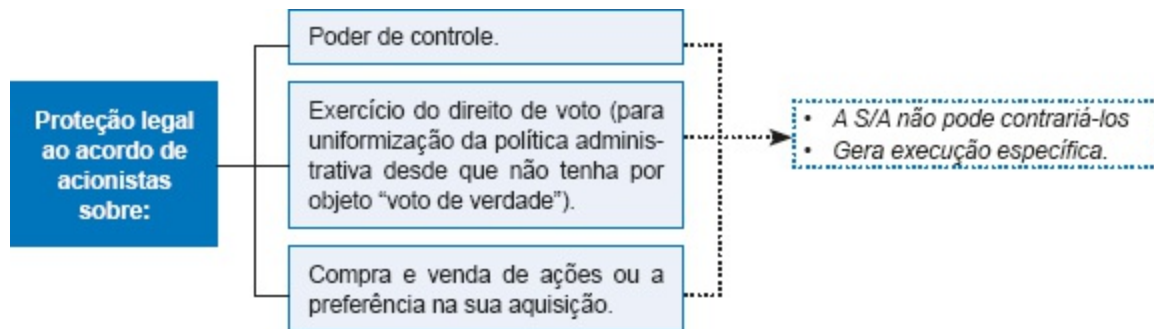 Proteção legal
ao acordo de
acionistas
sobre:
Poder de controle.
Exercício do direito de voto (para
uniformização da política adminis-
trativa desde que não tenha por
objeto “voto de verdade”).
Compra e venda de ações ou a
preferência na sua aquisição.
• A S/A não pode contrariá-los
• Gera execução específica.